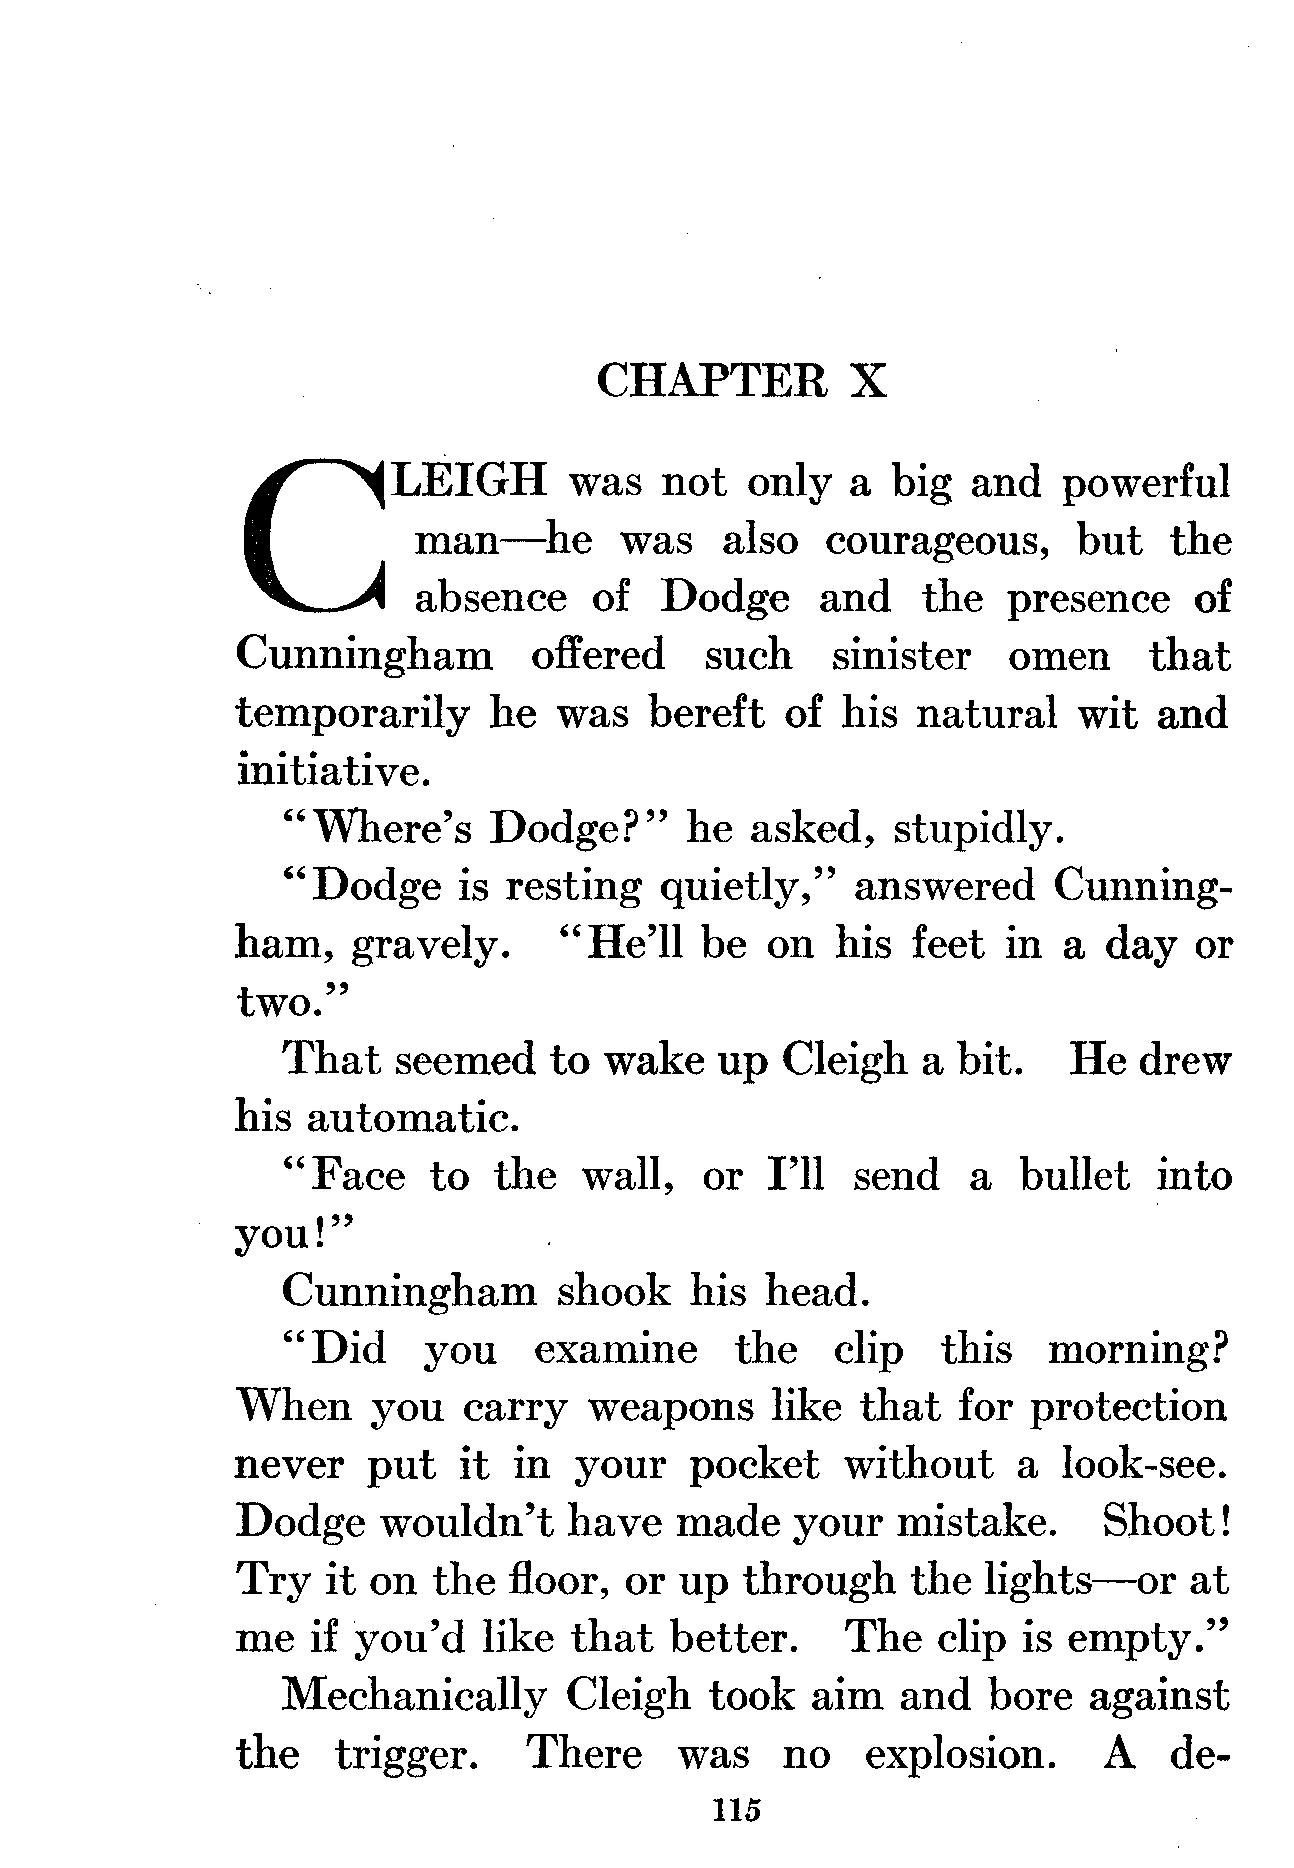 CHAPTER X
CLEIGH was not only a big and powerful
man—he was also courageous, but the
absence of Dodge and the presence of
Cunningham offered such sinister omen that
temporarily he was bereft of his natural wit and
initiative.
“Where’s Dodge?” he asked, stupidly.
“Dodge is resting quietly,” answered Cunning-
ham, gravely. “He’ll be on his feet in a day or
two.”
That seemed to wake up Cleigh a bit. He drew
his automatic.
“Face to the wall, or I’ll send a bullet into
you!”
Cunningham shook his head.
“Did you examine the clip this morning?
When you carry weapons like that for protection
never put it in your pocket without a look-see.
Dodge wouldn’t have made your mistake. Shoot!
Try it on the floor, or up through the lights—or at
me if you’d like that better. The clip is empty.”
Mechanically Cleigh took aim and bore against
the trigger. There was no explosion. A de-
115